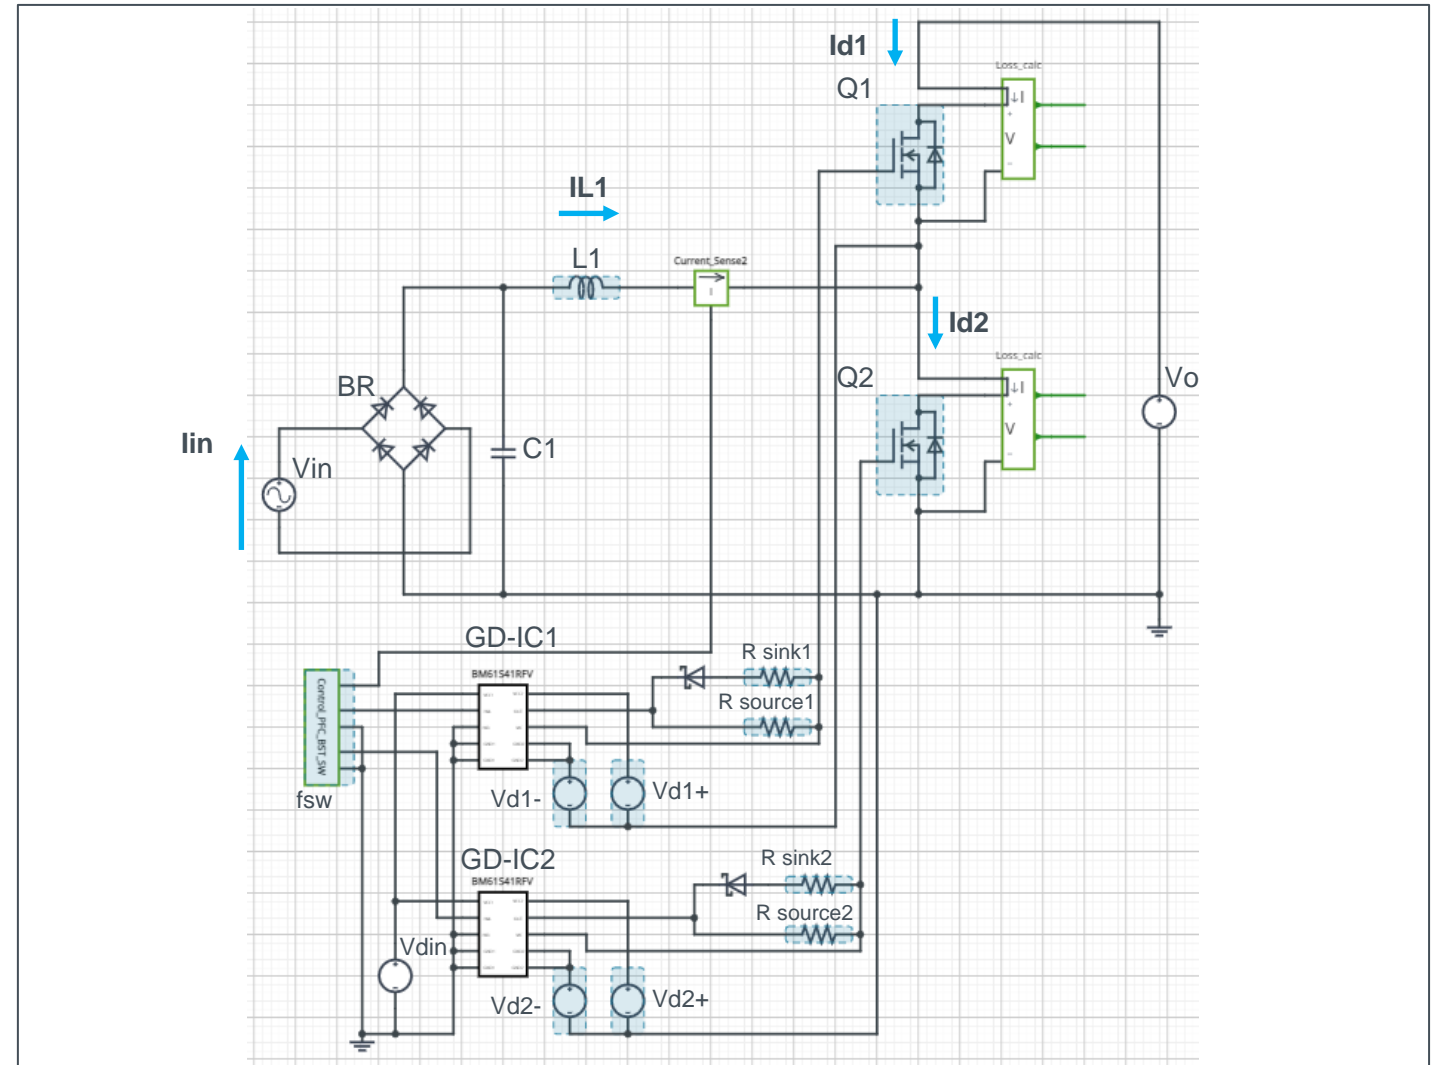 Id1
Loss_calc
Q1
I
+
V
-
IL1
L1
Current_Sense2
I
Id2
Loss_calc
Q2
I
+
V
-
Vo
BR
Iin
Vin
C1
GD-IC1
BM61S41RFV
R sink1
R source1
Control_PFC_BST_SW
fsw
Vd1-
Vd1+
GD-IC2
BM61S41RFV
R sink2
R source2
Vdin
Vd2-
Vd2+